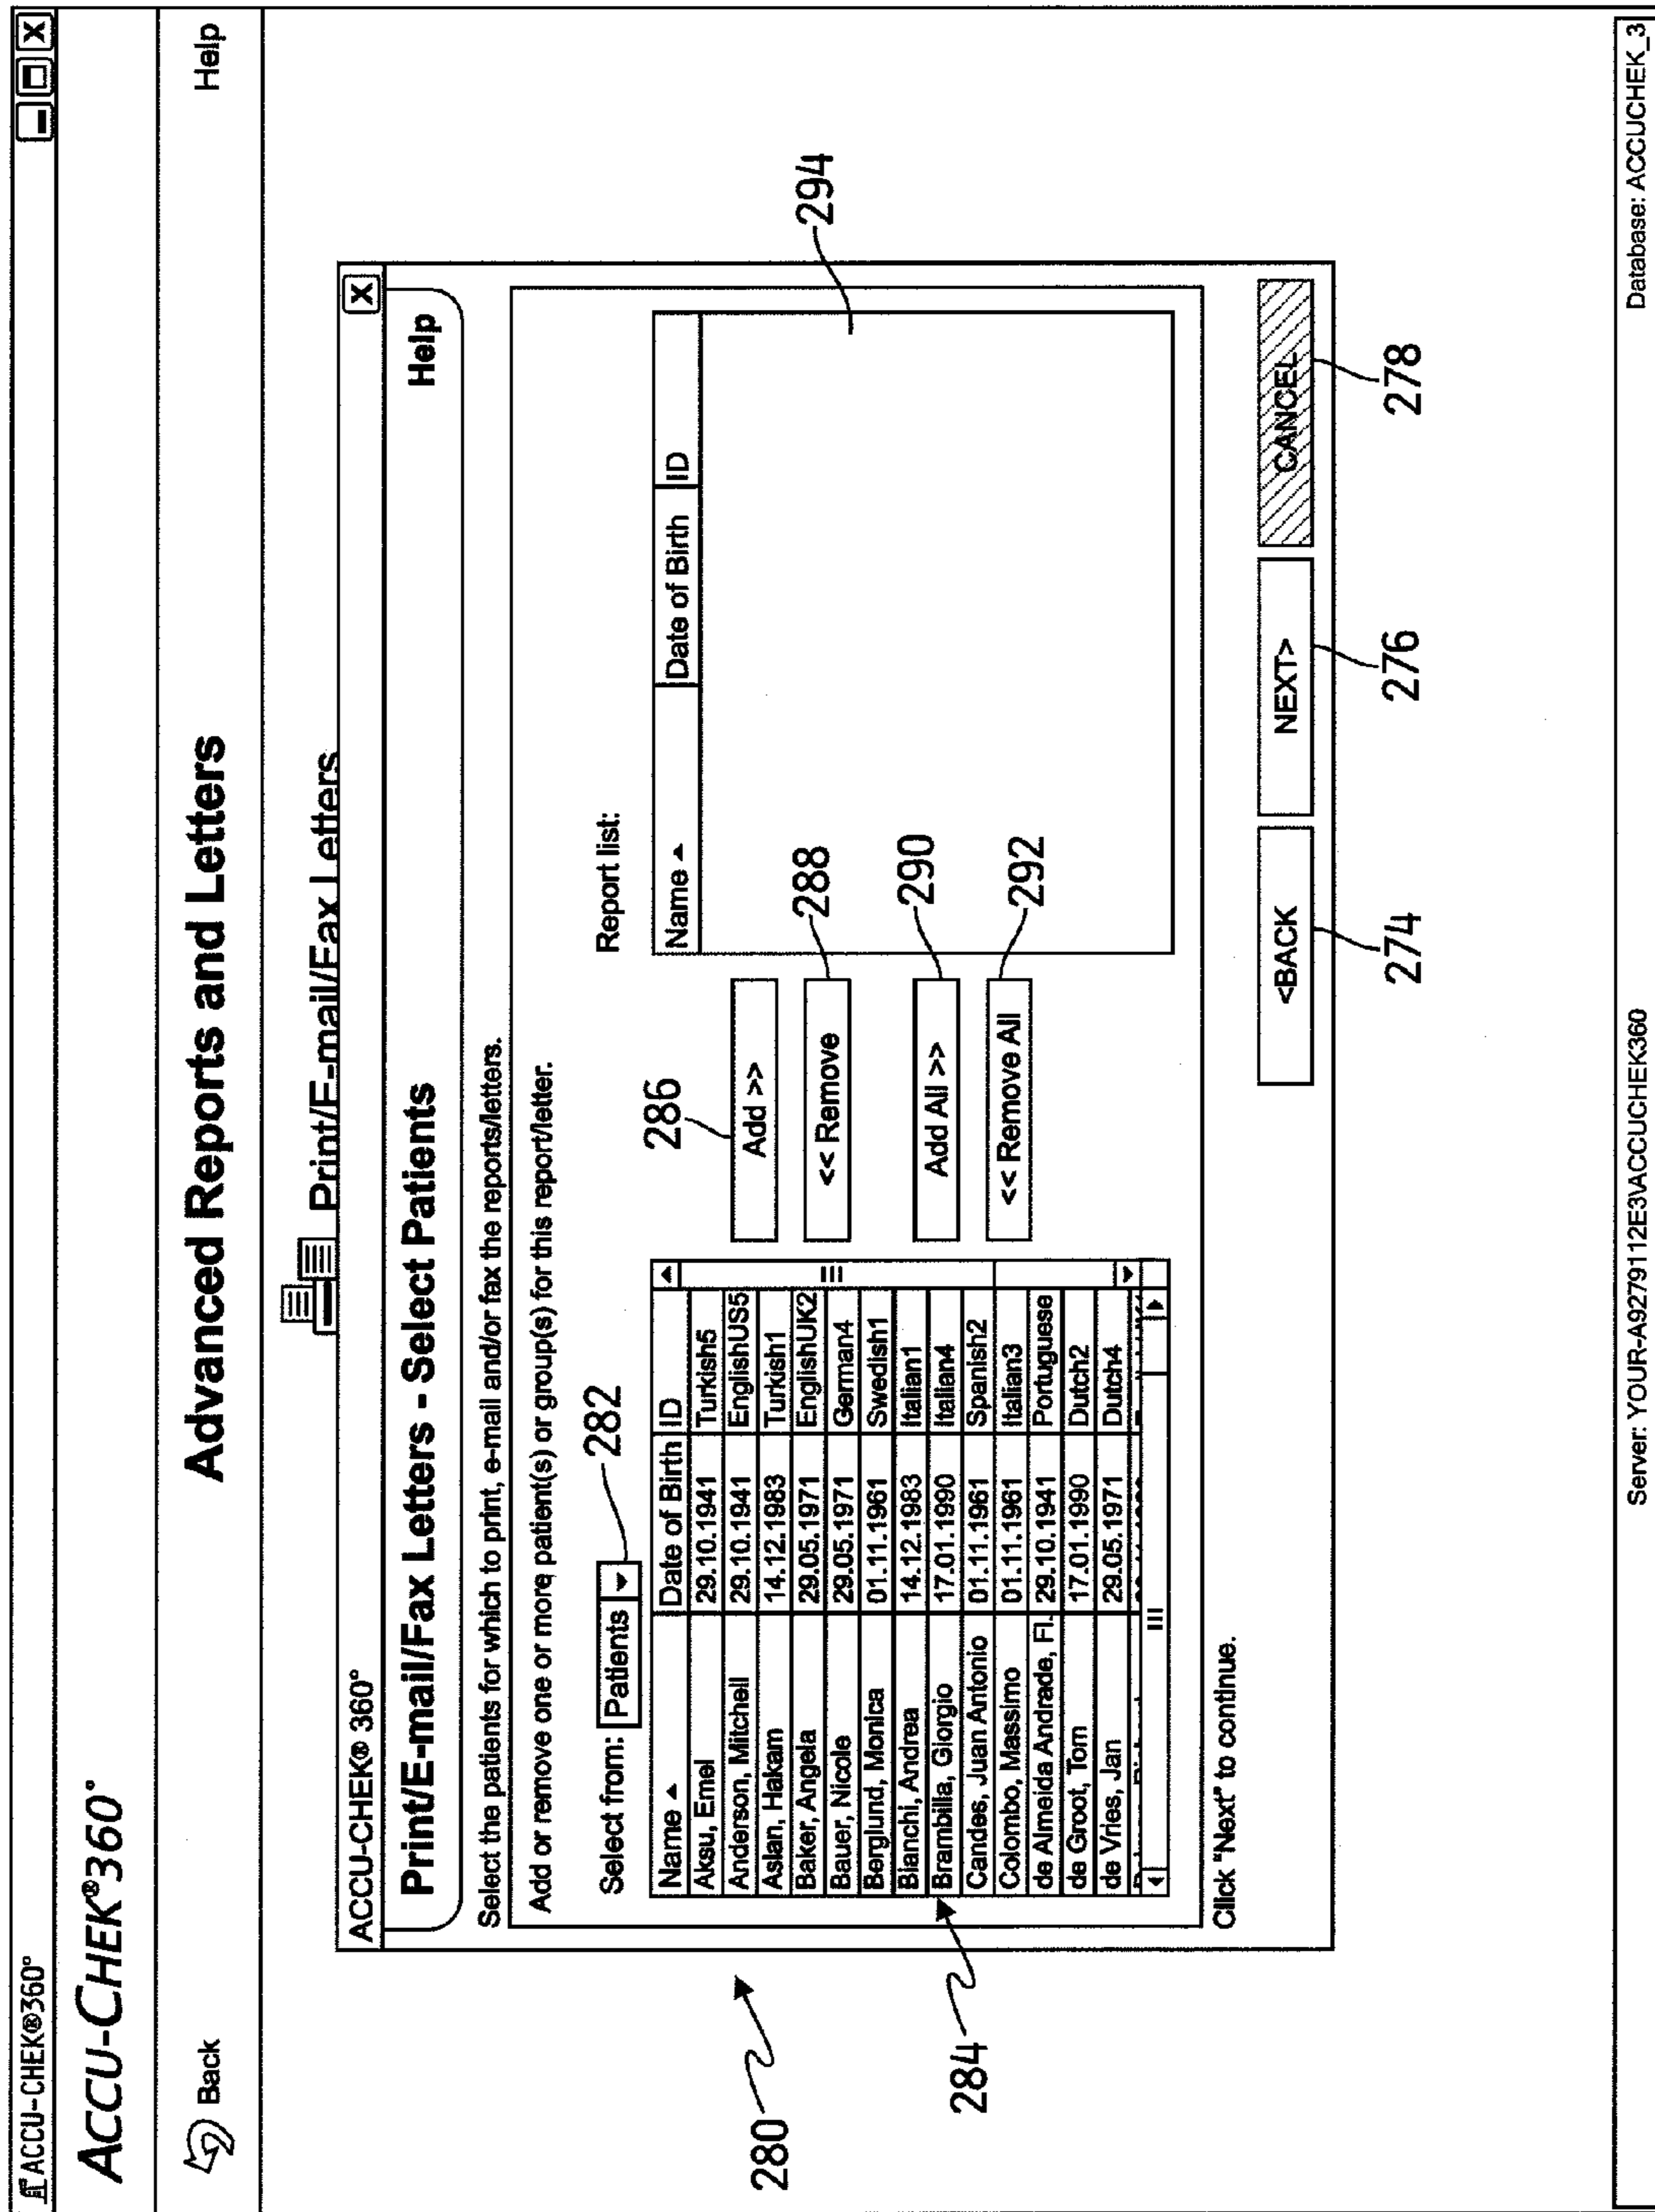 ACCU-CHEK®360°
ACCU-CHEK®360°
Back
Advanced Reports and Letters
Help
Print/E-mail/Fax Letters
ACCU-CHEK® 360°
Print/E-mail/Fax Letters - Select Patients
Help
Select the patients for which to print, e-mail and/or fax the reports/letters.
Add or remove one or more patient(s) or group(s) for this report/letter.
Select from: Patients
282
Report list:
Name Date of Birth ID
Aksu, Emel 29.10.1941 Turkish5
Anderson, Mitchell 29.10.1941 EnglishUS5
Aslan, Hakam 14.12.1983 Turkish1
Baker, Angela 29.05.1971 EnglishUK2
Bauer, Nicole 29.05.1971 German4
Berglund, Monica 01.11.1961 Swedish1
Bianchi, Andrea 14.12.1983 Italian1
Brambilla, Giorgio 17.01.1990 Italian4
Candes, Juan Antonio 01.11.1961 Spanish2
Colombo, Massimo 01.11.1961 Italian3
de Almeida Andrade, Fl. 29.10.1941 Portuguese
de Groot, Tom 17.01.1990 Dutch2
de Vries, Jan 29.05.1971 Dutch4
280
284
286
Add >>
<< Remove
288
Add All >>
290
<< Remove All
292
Name Date of Birth ID
294
Click "Next" to continue.
<BACK
NEXT>
CANCEL
274
276
278
Server: YOUR-A9279112E3\ACCUCHEK360
Database: ACCUCHEK_3